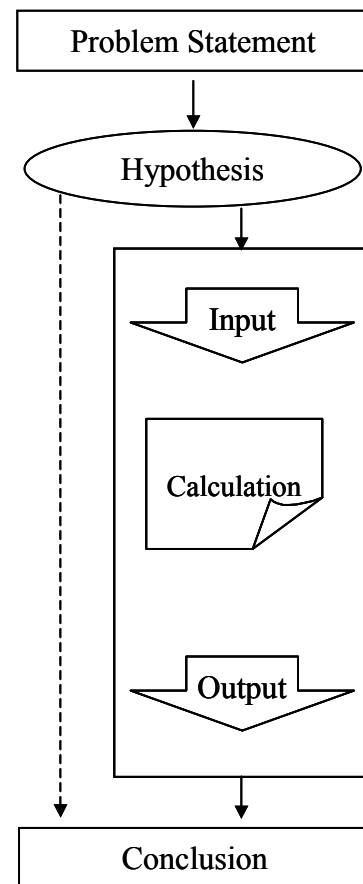 Problem Statement
Hypothesis
Input
Calculation
Output
Conclusion